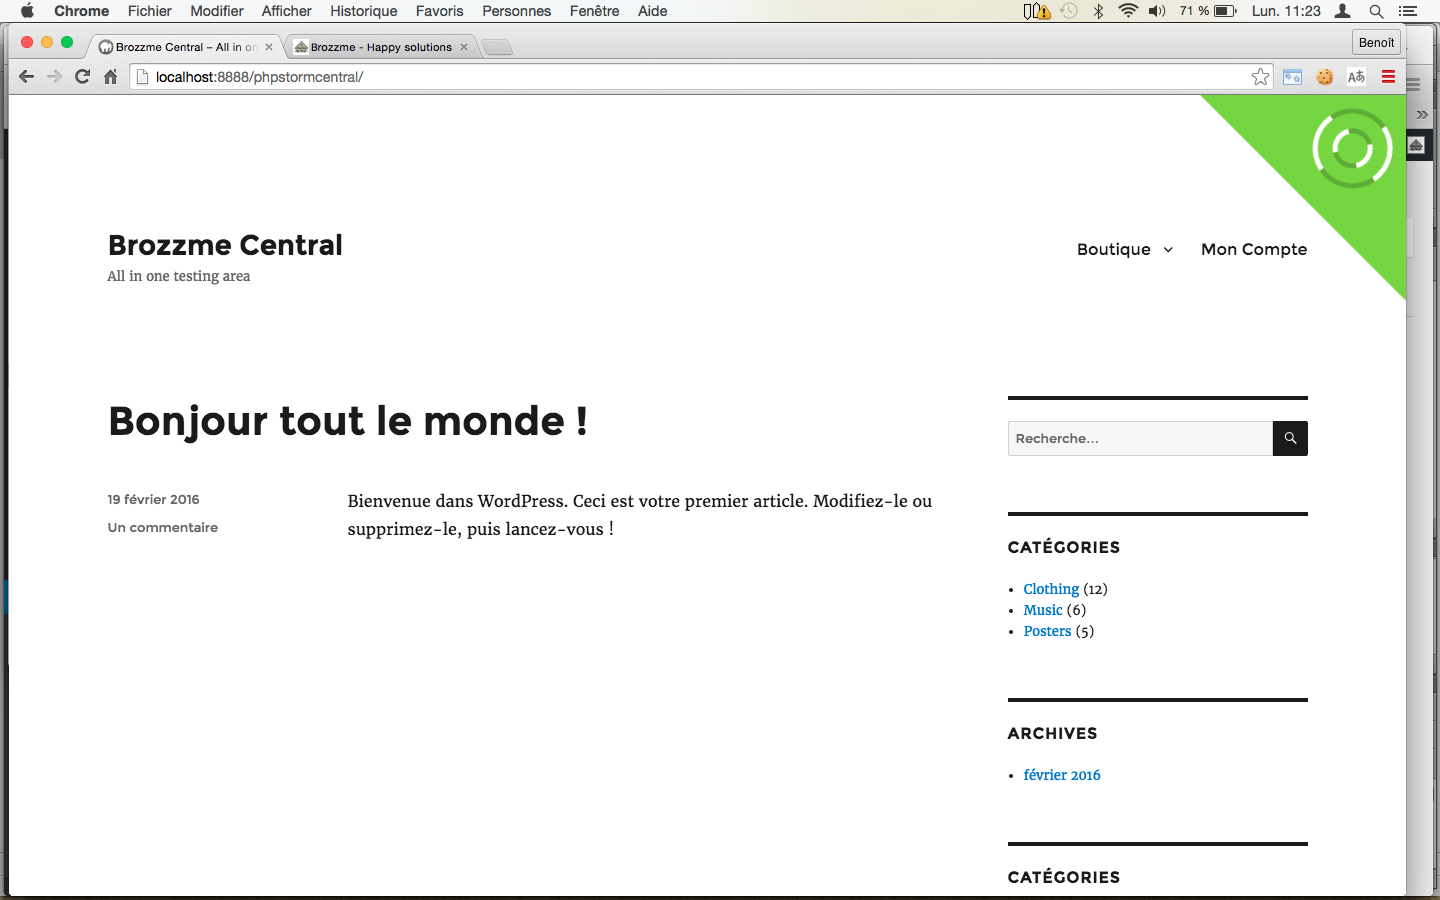 Chrome Fichier Modifier Afficher Historique Favoris Personnes Fenêtre Aide 71 % Lun. 11:23
Brozzme Central – All in on
Brozzme - Happy solutions
Benoît
localhost:8888/phpstormcentral/
Aあ
Brozzme Central
All in one testing area
Boutique Mon Compte
Bonjour tout le monde !
19 février 2016
Un commentaire
Bienvenue dans WordPress. Ceci est votre premier article. Modifiez-le ou
supprimez-le, puis lancez-vous !
Recherche…
CATÉGORIES
Clothing (12)
Music (6)
Posters (5)
ARCHIVES
février 2016
CATÉGORIES